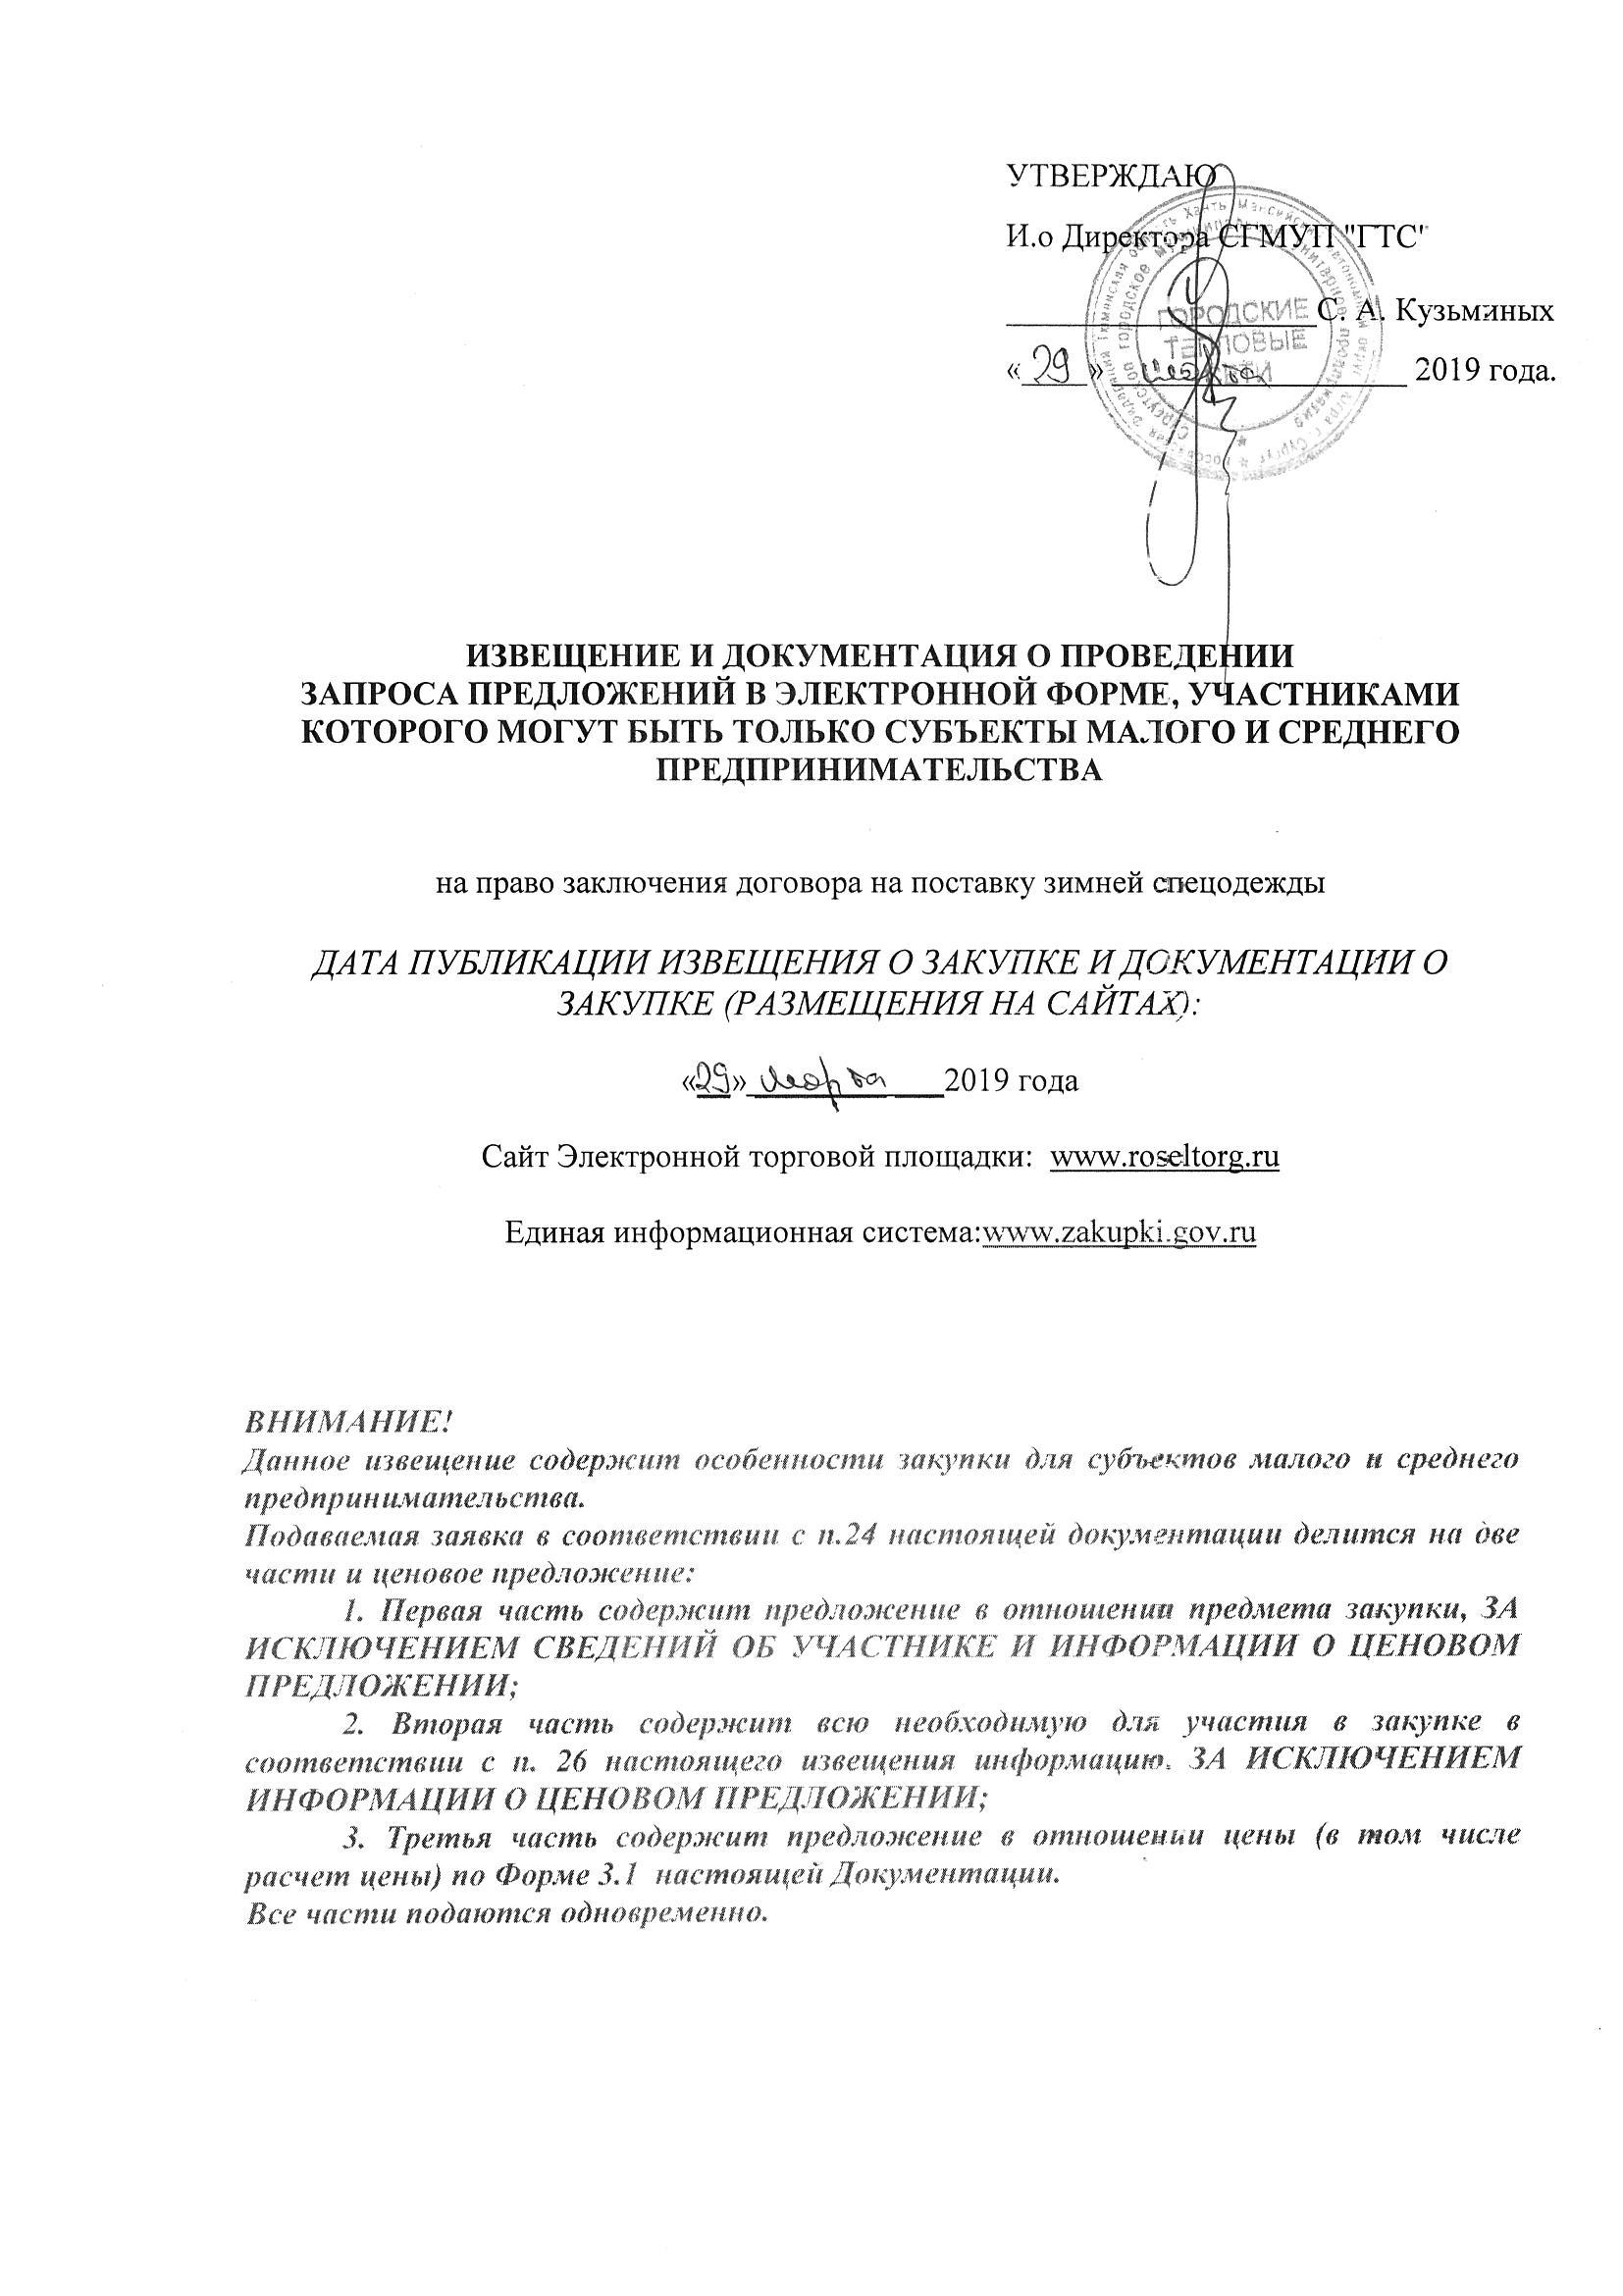 УТВЕРЖДАЮ
И.о Директора СГМУП "ГТС"
С. А. Кузьминых
«29» марта 2019 года.
ГОРОДСКИЕ
ТЕПЛОВЫЕ
СЕТИ
ИЗВЕЩЕНИЕ И ДОКУМЕНТАЦИЯ О ПРОВЕДЕНИИ
ЗАПРОСА ПРЕДЛОЖЕНИЙ В ЭЛЕКТРОННОЙ ФОРМЕ, УЧАСТНИКАМИ
КОТОРОГО МОГУТ БЫТЬ ТОЛЬКО СУБЪЕКТЫ МАЛОГО И СРЕДНЕГО
ПРЕДПРИНИМАТЕЛЬСТВА
на право заключения договора на поставку зимней спецодежды
ДАТА ПУБЛИКАЦИИ ИЗВЕЩЕНИЯ О ЗАКУПКЕ И ДОКУМЕНТАЦИИ О
ЗАКУПКЕ (РАЗМЕЩЕНИЯ НА САЙТАХ):
«29» марта 2019 года
Сайт Электронной торговой площадки: www.roseltorg.ru
Единая информационная система:www.zakupki.gov.ru
ВНИМАНИЕ!
Данное извещение содержит особенности закупки для субъектов малого и среднего
предпринимательства.
Подаваемая заявка в соответствии с п.24 настоящей документации делится на две
части и ценовое предложение:
1. Первая часть содержит предложение в отношении предмета закупки, ЗА
ИСКЛЮЧЕНИЕМ СВЕДЕНИЙ ОБ УЧАСТНИКЕ И ИНФОРМАЦИИ О ЦЕНОВОМ
ПРЕДЛОЖЕНИИ;
2. Вторая часть содержит всю необходимую для участия в закупке в
соответствии с п. 26 настоящего извещения информацию. ЗА ИСКЛЮЧЕНИЕМ
ИНФОРМАЦИИ О ЦЕНОВОМ ПРЕДЛОЖЕНИИ;
3. Третья часть содержит предложение в отношении цены (в том числе
расчет цены) по Форме 3.1 настоящей Документации.
Все части подаются одновременно.